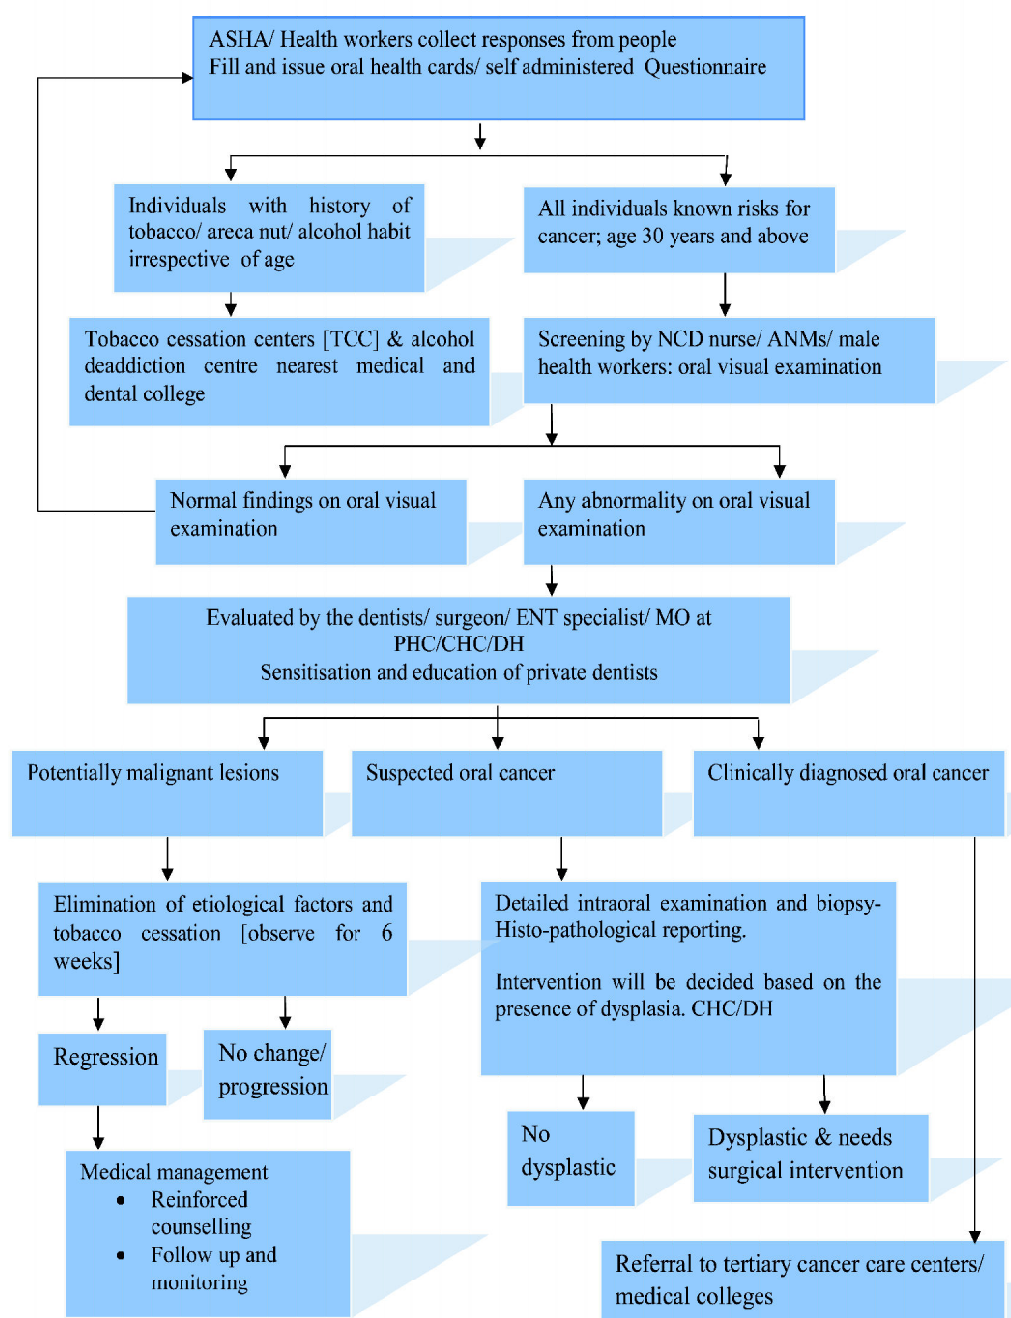 ASHA/ Health workers collect responses from people
Fill and issue oral health cards/ self administered Questionnaire
Individuals with history of
tobacco/ areca nut/ alcohol habit
irrespective of age
All individuals known risks for
cancer; age 30 years and above
Tobacco cessation centers [TCC] & alcohol
deaddiction centre nearest medical and
dental college
Screening by NCD nurse/ ANMs/ male
health workers: oral visual examination
Normal findings on oral visual
examination
Any abnormality on oral visual
examination
Evaluated by the dentists/ surgeon/ ENT specialist/ MO at
PHC/CHC/DH
Sensitisation and education of private dentists
Potentially malignant lesions
Suspected oral cancer
Clinically diagnosed oral cancer
Elimination of etiological factors and
tobacco cessation [observe for 6
weeks]
Detailed intraoral examination and biopsy-
Histo-pathological reporting.
Intervention will be decided based on the
presence of dysplasia. CHC/DH
Regression
No change/
progression
No
dysplastic
Dysplastic & needs
surgical intervention
Medical management
• Reinforced
counselling
• Follow up and
monitoring
Referral to tertiary cancer care centers/
medical colleges